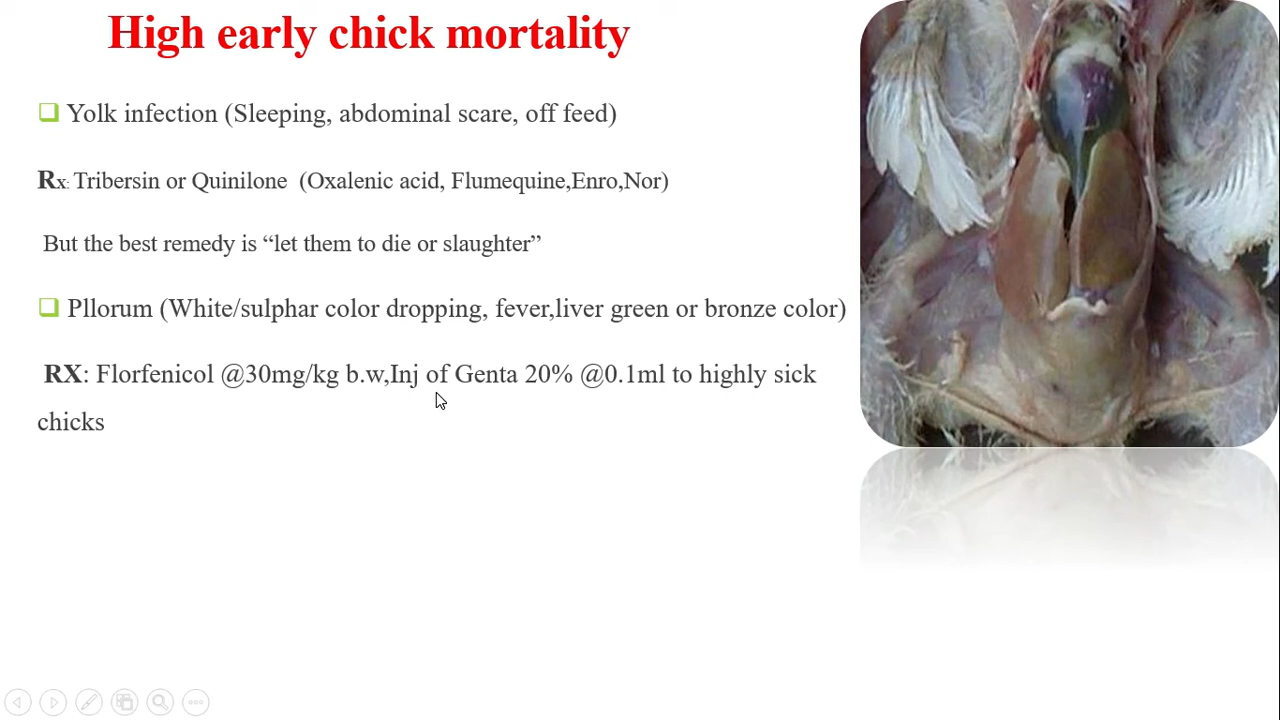 High early chick mortality
Yolk infection (Sleeping, abdominal scare, off feed)
Rx: Tribersin or Quinilone (Oxalenic acid, Flumequine,Enro,Nor)
But the best remedy is “let them to die or slaughter”
Pllorum (White/sulphar color dropping, fever,liver green or bronze color)
RX: Florfenicol @30mg/kg b.w,Inj of Genta 20% @0.1ml to highly sick
chicks